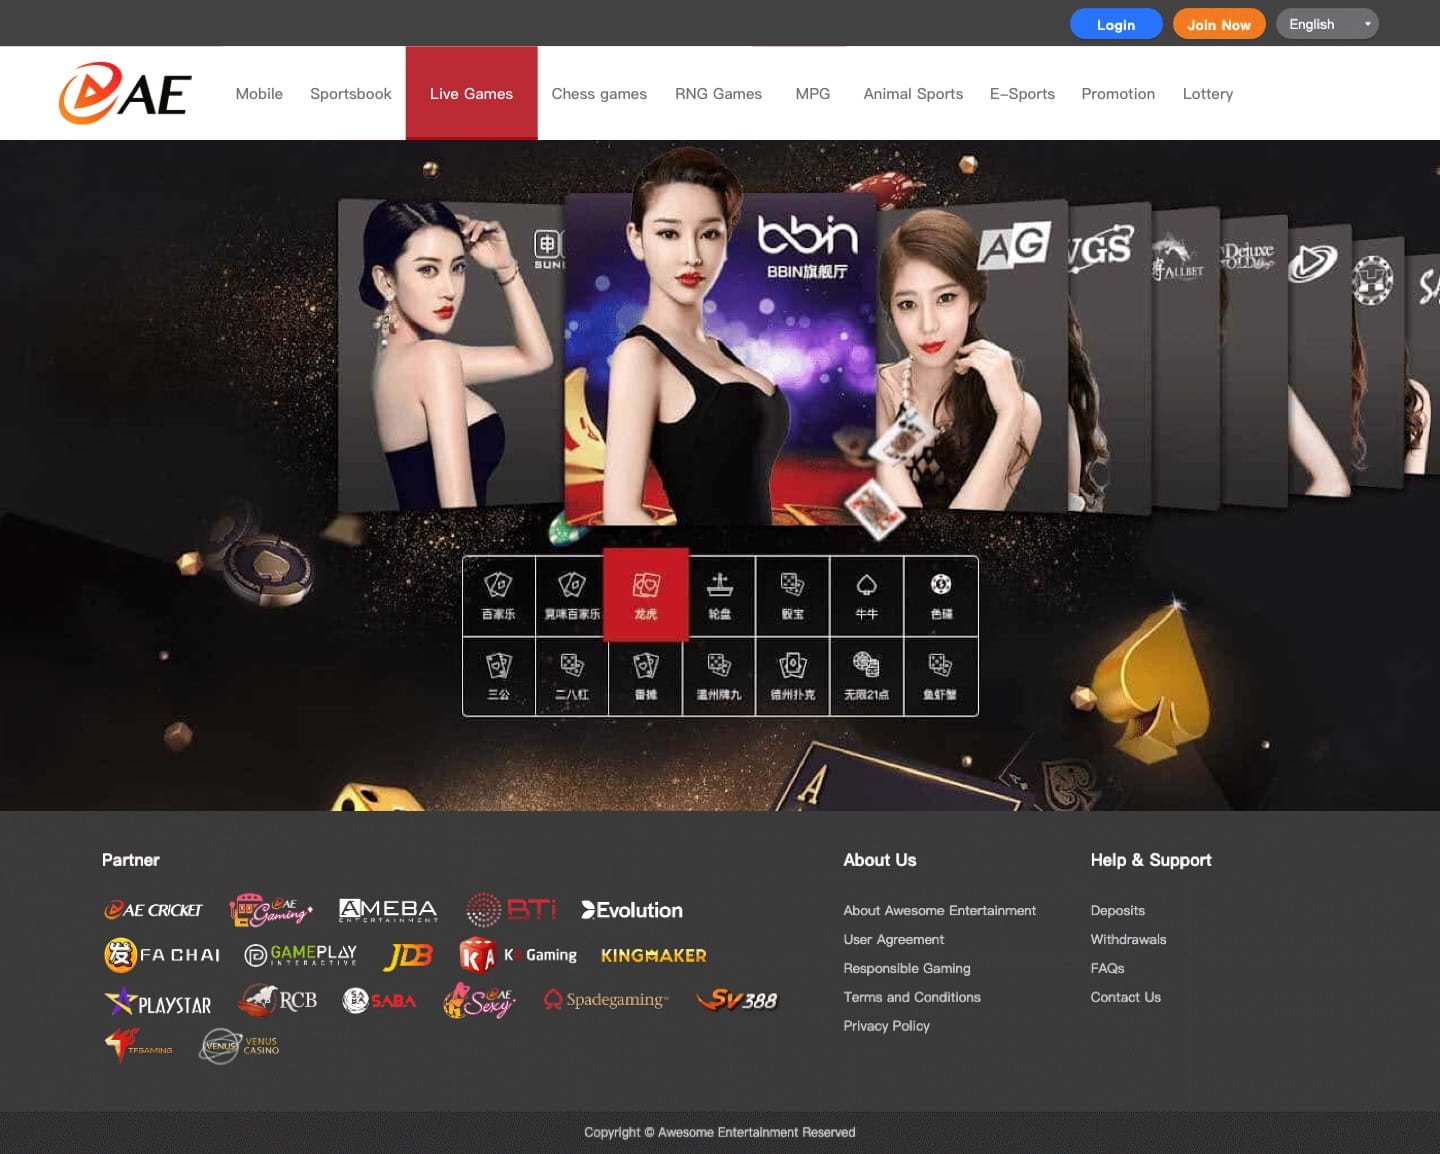 Login Join Now English
AE Mobile Sportsbook Live Games Chess games RNG Games MPG Animal Sports E-Sports Promotion Lottery
bbin
BBIN旗舰厅
AG
VGS
SUN
ALLBET
Deluxe
百家乐 竞咪百家乐 龙虎 轮盘 骰宝 牛牛 色碟
三公 二八杠 番摊 温州牌九 德州扑克 无限21点 鱼虾蟹
Partner
AE CRICKET AE Gaming+ AMEBA ENTERTAINMENT BTi Evolution
发 FA CHAI GAMEPLAY INTERACTIVE JDB KA Gaming KINGMAKER
PLAYSTAR RCB SABA SABA AE Sexy Spadegaming™ SV388
TFGAMING VENUS VENUS CASINO
About Us
About Awesome Entertainment
User Agreement
Responsible Gaming
Terms and Conditions
Privacy Policy
Help & Support
Deposits
Withdrawals
FAQs
Contact Us
Copyright © Awesome Entertainment Reserved